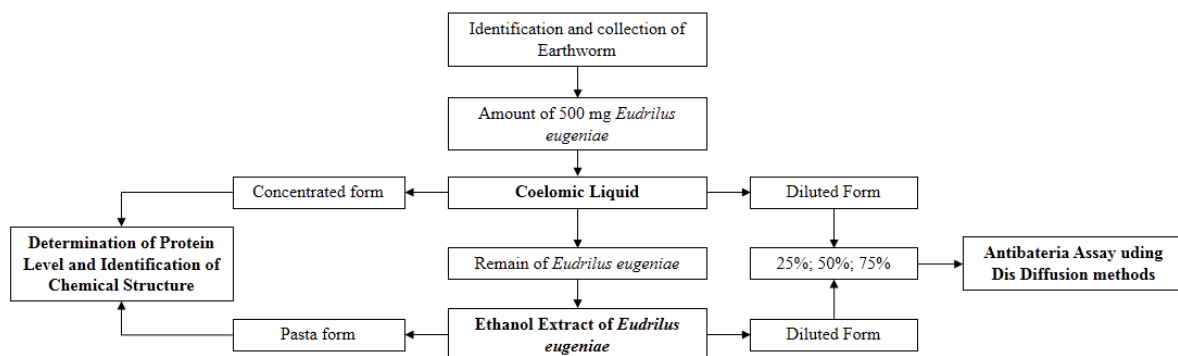 Identification and collection of
Earthworm
Amount of 500 mg Eudrilus
eugeniae
Concentrated form
Coelomic Liquid
Diluted Form
Determination of Protein
Level and Identification of
Chemical Structure
Remain of Eudrilus eugeniae
25%; 50%; 75%
Antibateria Assay uding
Dis Diffusion methods
Pasta form
Ethanol Extract of Eudrilus
eugeniae
Diluted Form